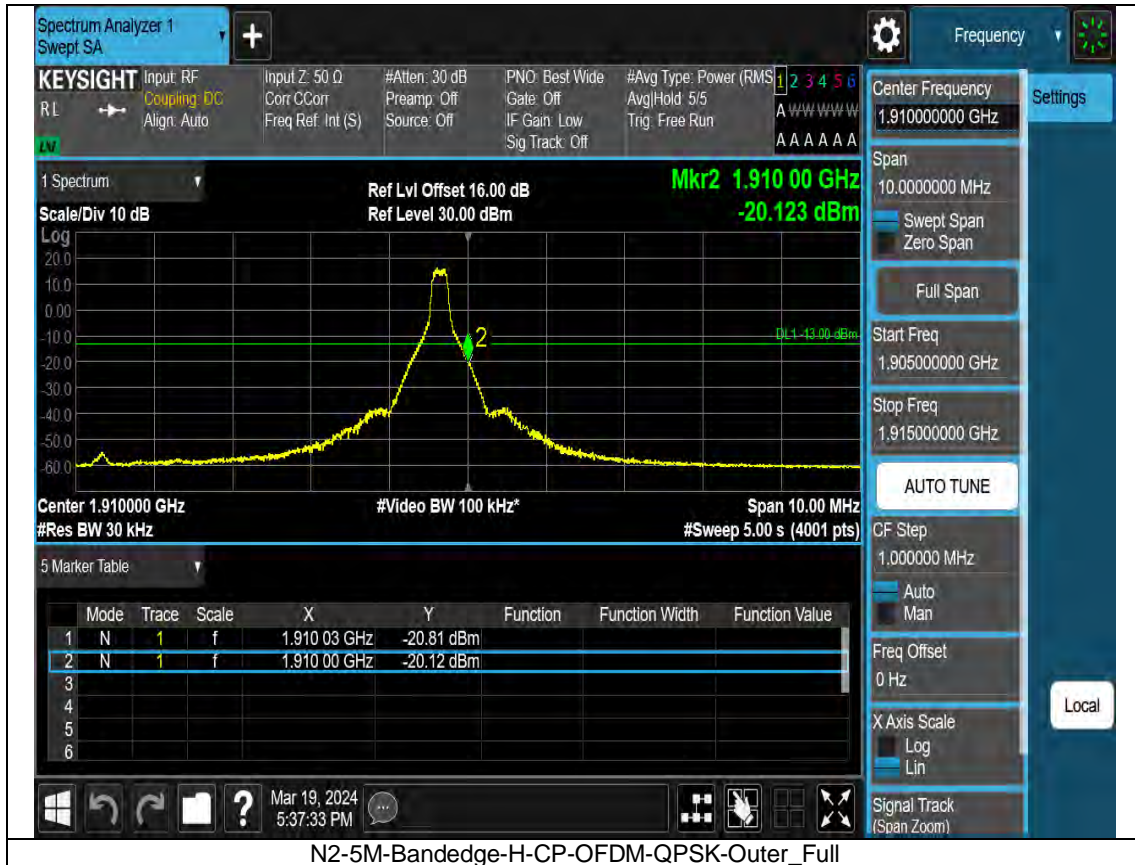 Spectrum Analyzer 1
Swept SA
Frequency
KEYSIGHT
RL
Input: RF
Coupling: DC
Align: Auto
Input Z: 50 Ω
Corr CCorr
Freq Ref: Int (S)
#Atten: 30 dB
Preamp: Off
Source: Off
PNO: Best Wide
Gate: Off
IF Gain: Low
Sig Track: Off
#Avg Type: Power (RMS
Avg|Hold: 5/5
Trig: Free Run
1 2 3 4 5 6
A W W W W W
A A A A A A
1 Spectrum
Scale/Div 10 dB
Ref Lvl Offset 16.00 dB
Ref Level 30.00 dBm
Mkr2 1.910 00 GHz
-20.123 dBm
Log
20.0
10.0
0.00
-10.0
-20.0
-30.0
-40.0
-50.0
-60.0
2
DL1 -13.00 dBm
Center 1.910000 GHz
#Video BW 100 kHz*
Span 10.00 MHz
#Res BW 30 kHz
#Sweep 5.00 s (4001 pts)
5 Marker Table
Mode Trace Scale X Y Function Function Width Function Value
1 N 1 f 1.910 03 GHz -20.81 dBm
2 N 1 f 1.910 00 GHz -20.12 dBm
3
4
5
6
Mar 19, 2024
5:37:33 PM
Center Frequency
1.910000000 GHz
Settings
Span
10.0000000 MHz
Swept Span
Zero Span
Full Span
Start Freq
1.905000000 GHz
Stop Freq
1.915000000 GHz
AUTO TUNE
CF Step
1.000000 MHz
Auto
Man
Freq Offset
0 Hz
Local
X Axis Scale
Log
Lin
Signal Track
(Span Zoom)
N2-5M-Bandedge-H-CP-OFDM-QPSK-Outer_Full